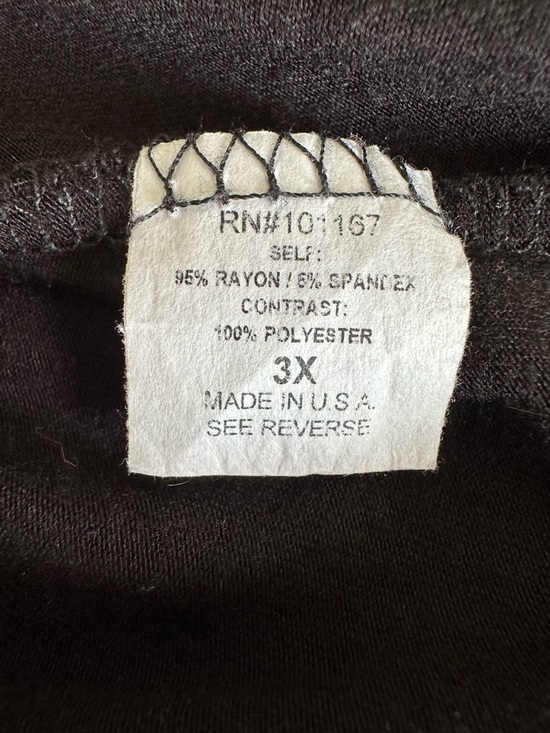 RN#101167
SELF:
95% RAYON / 5% SPANDEX
CONTRAST:
100% POLYESTER
3X
MADE IN U.S.A.
SEE REVERSE